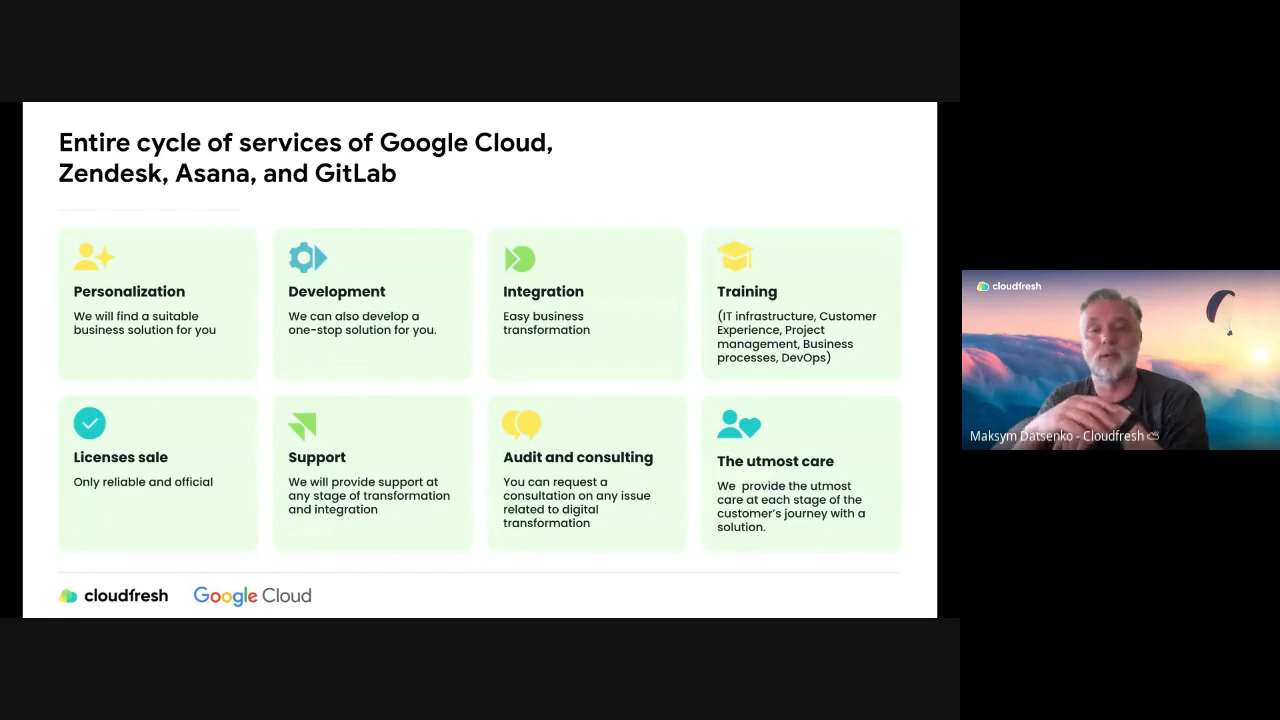 Entire cycle of services of Google Cloud,
Zendesk, Asana, and GitLab
Personalization
We will find a suitable
business solution for you
Development
We can also develop a
one-stop solution for you.
Integration
Easy business
transformation
Training
(IT infrastructure, Customer
Experience, Project
management, Business
processes, DevOps)
Licenses sale
Only reliable and official
Support
We will provide support at
any stage of transformation
and integration
Audit and consulting
You can request a
consultation on any issue
related to digital
transformation
The utmost care
We  provide the utmost
care at each stage of the
customer’s journey with a
solution.
cloudfresh
Google Cloud
cloudfresh
Maksym Datsenko - Cloudfresh ⛅